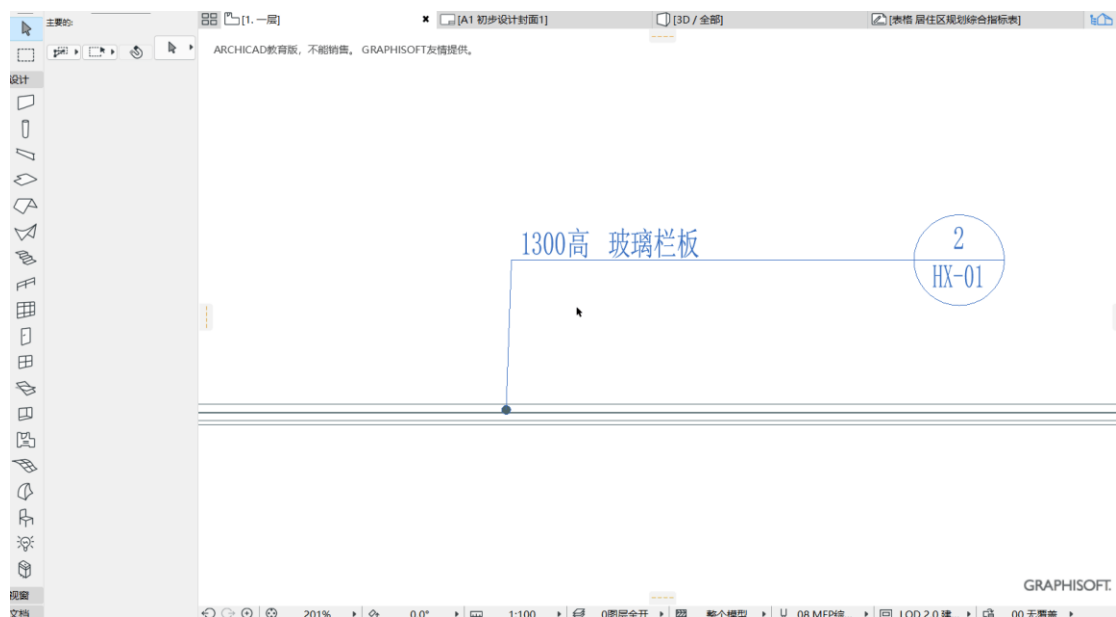 主要的:
[1. 一层]
[A1 初步设计封面1]
[3D / 全部]
[表格 居住区规划综合指标表]
ARCHICAD教育版，不能销售。 GRAPHISOFT友情提供。
设计
1300高 玻璃栏板
2
HX-01
GRAPHISOFT.
视窗
文档
201%
0.0°
1:100
0图层全开
整个模型
08 MEP综...
LOD 2.0 建...
00 无覆盖